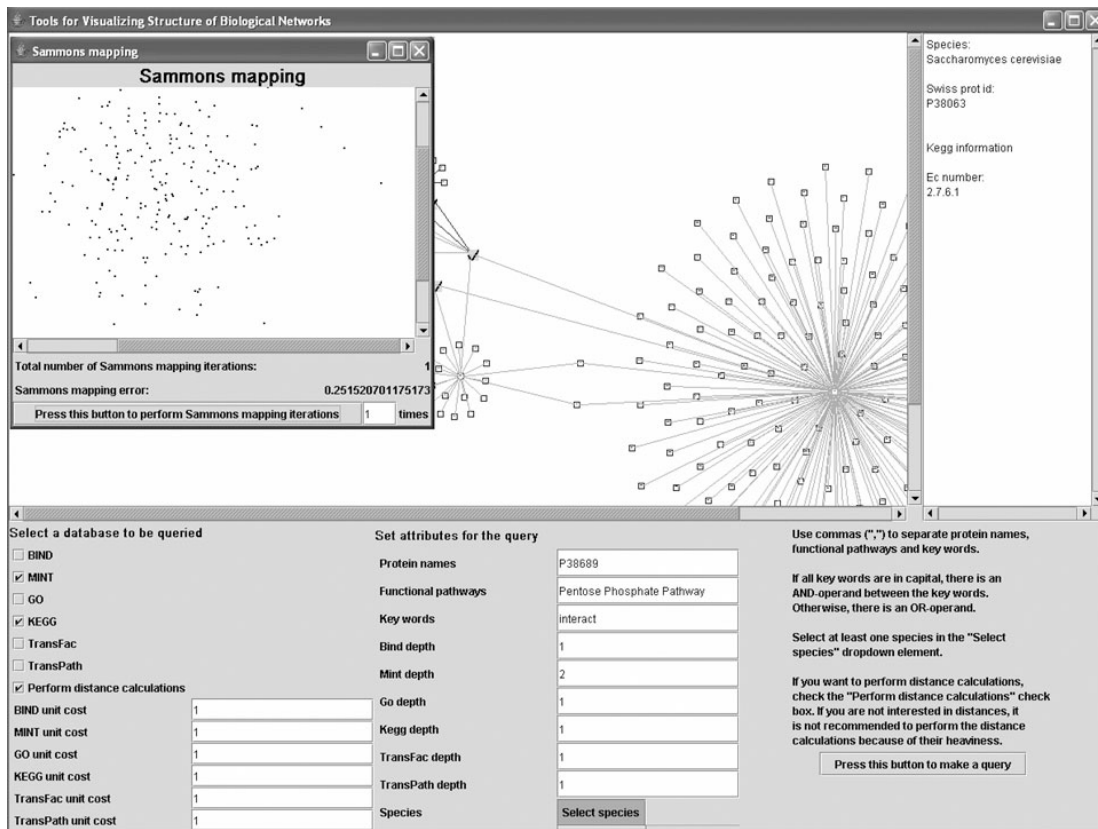 Tools for Visualizing Structure of Biological Networks
Sammons mapping
Sammons mapping
Total number of Sammons mapping iterations: 1
Sammons mapping error: 0.251520701175173
Press this button to perform Sammons mapping iterations 1 times
Species:
Saccharomyces cerevisiae
Swiss prot id:
P38063
Kegg information
Ec number:
2.7.6.1
Select a database to be queried
BIND
MINT
GO
KEGG
TransFac
TransPath
Perform distance calculations
BIND unit cost 1
MINT unit cost 1
GO unit cost 1
KEGG unit cost 1
TransFac unit cost 1
TransPath unit cost 1
Set attributes for the query
Protein names P38689
Functional pathways Pentose Phosphate Pathway
Key words interact
Bind depth 1
Mint depth 2
Go depth 1
Kegg depth 1
TransFac depth 1
TransPath depth 1
Species Select species
Use commas (",") to separate protein names,
functional pathways and key words.
If all key words are in capital, there is an
AND-operand between the key words.
Otherwise, there is an OR-operand.
Select at least one species in the "Select
species" dropdown element.
If you want to perform distance calculations,
check the "Perform distance calculations" check
box. If you are not interested in distances, it
is not recommended to perform the distance
calculations because of their heaviness.
Press this button to make a query